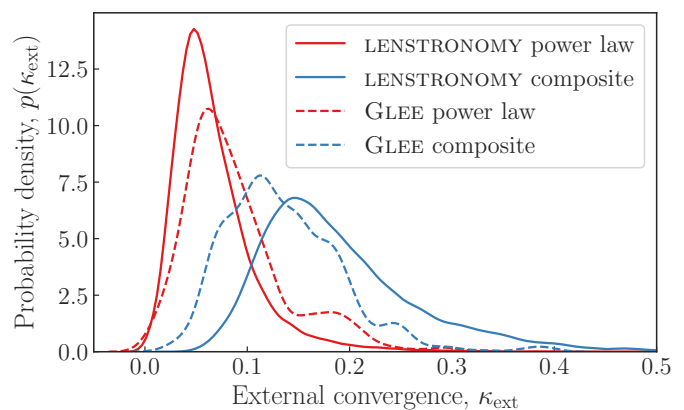 LENSTRONOMY power law
LENSTRONOMY composite
GLEE power law
GLEE composite
Probability density, p(κext)
12.5
10.0
7.5
5.0
2.5
0.0
0.0 0.1 0.2 0.3 0.4 0.5
External convergence, κext